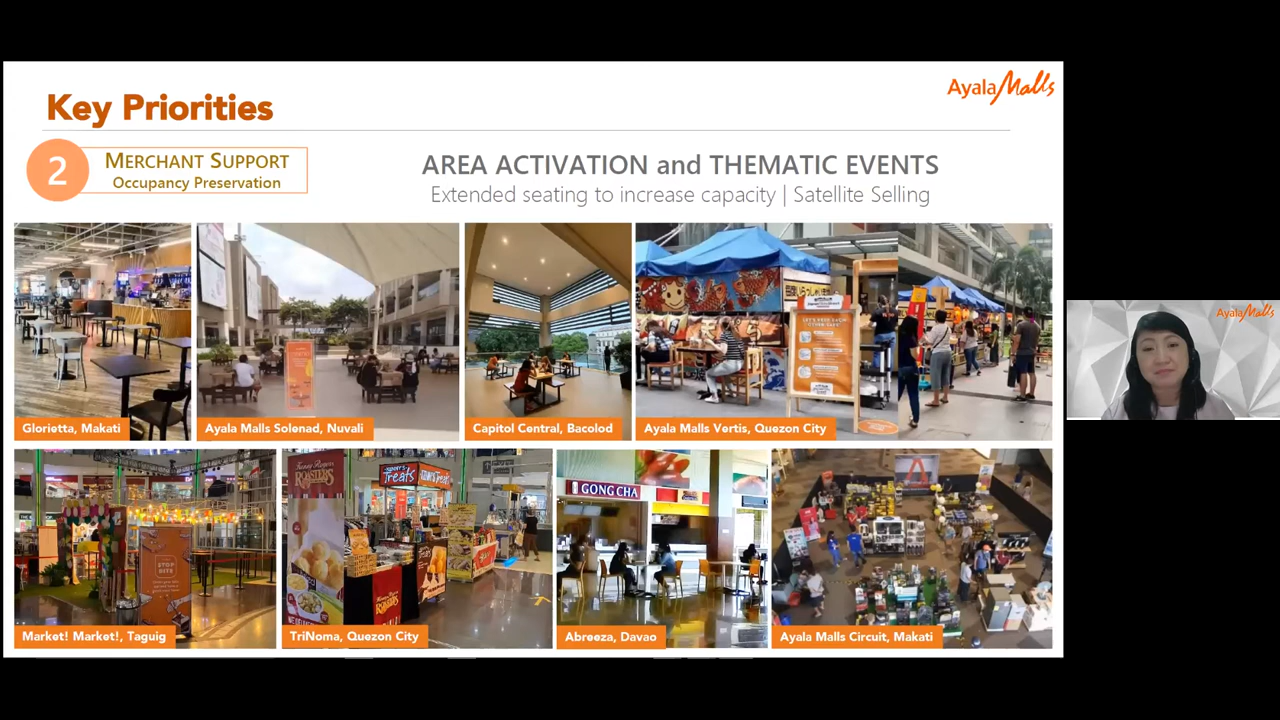 Ayala Malls
Key Priorities
2
MERCHANT SUPPORT
Occupancy Preservation
AREA ACTIVATION and THEMATIC EVENTS
Extended seating to increase capacity | Satellite Selling
Glorietta, Makati
Ayala Malls Solenad, Nuvali
Capitol Central, Bacolod
Ayala Malls Vertis, Quezon City
Kenny Rogers
ROASTERS
Treats
GONG CHA
STOP
BITE
Market! Market!, Taguig
TriNoma, Quezon City
Abreeza, Davao
Ayala Malls Circuit, Makati
Ayala Malls